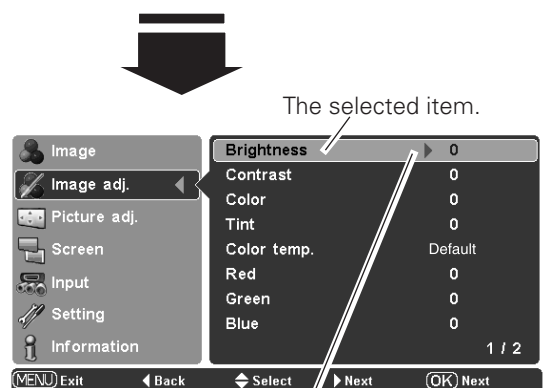 The selected item.
Image
Image adj.
Picture adj.
Screen
Input
Setting
Information
Brightness 0
Contrast 0
Color 0
Tint 0
Color temp. Default
Red 0
Green 0
Blue 0
1 / 2
MENU Exit Back Select Next OK Next